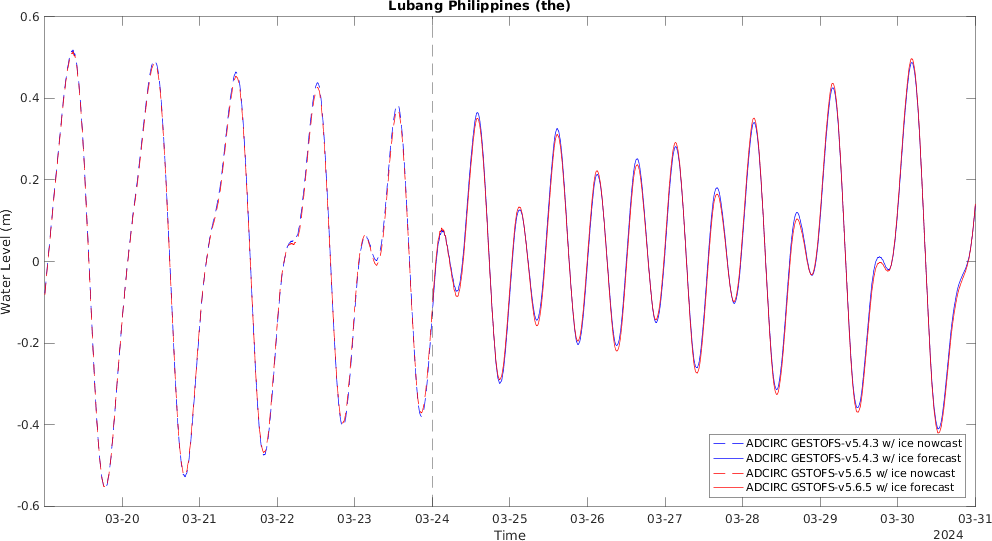 Lubang Philippines (the)
0.6
0.4
0.2
0
-0.2
-0.4
-0.6
Water Level (m)
ADCIRC GESTOFS-v5.4.3 w/ ice nowcast
ADCIRC GESTOFS-v5.4.3 w/ ice forecast
ADCIRC GSTOFS-v5.6.5 w/ ice nowcast
ADCIRC GSTOFS-v5.6.5 w/ ice forecast
03-20 03-21 03-22 03-23 03-24 03-25 03-26 03-27 03-28 03-29 03-30 03-31
Time
2024